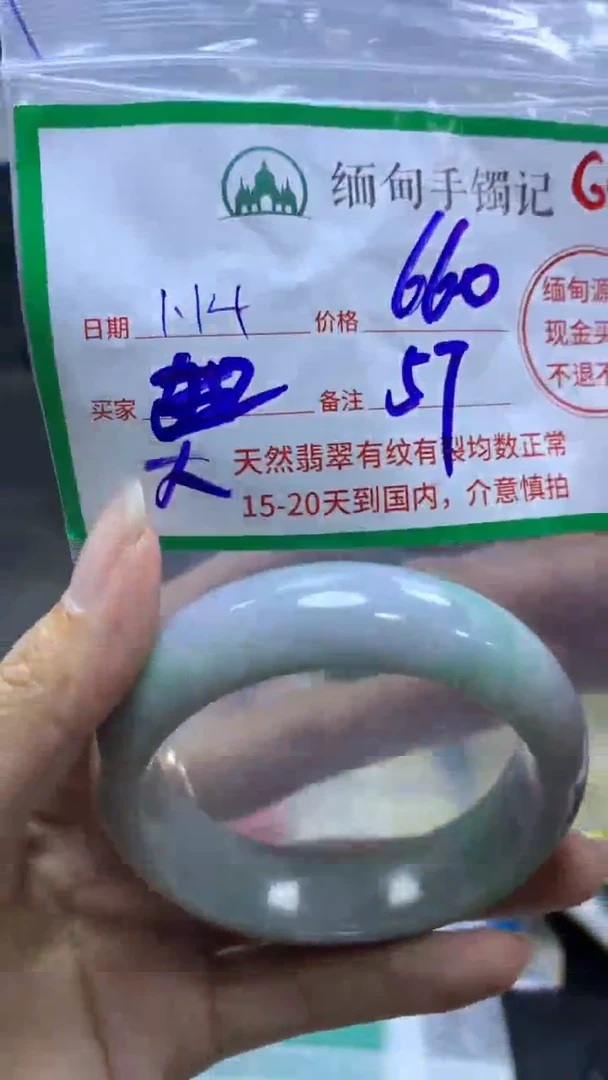 缅甸手镯记 G
日期 1.14 价格 660
缅甸源
现金买
不退不
买家 备注 57
天然翡翠有纹有裂均数正常
15-20天到国内，介意慎拍